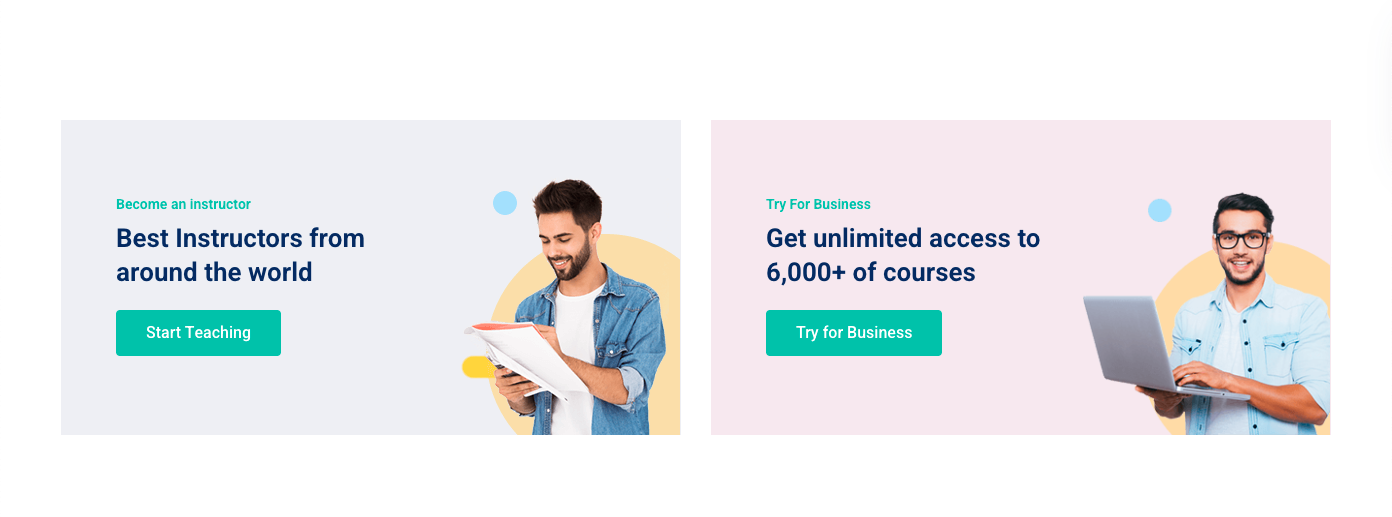 Become an instructor
Best Instructors from
around the world
Start Teaching
Try For Business
Get unlimited access to
6,000+ of courses
Try for Business